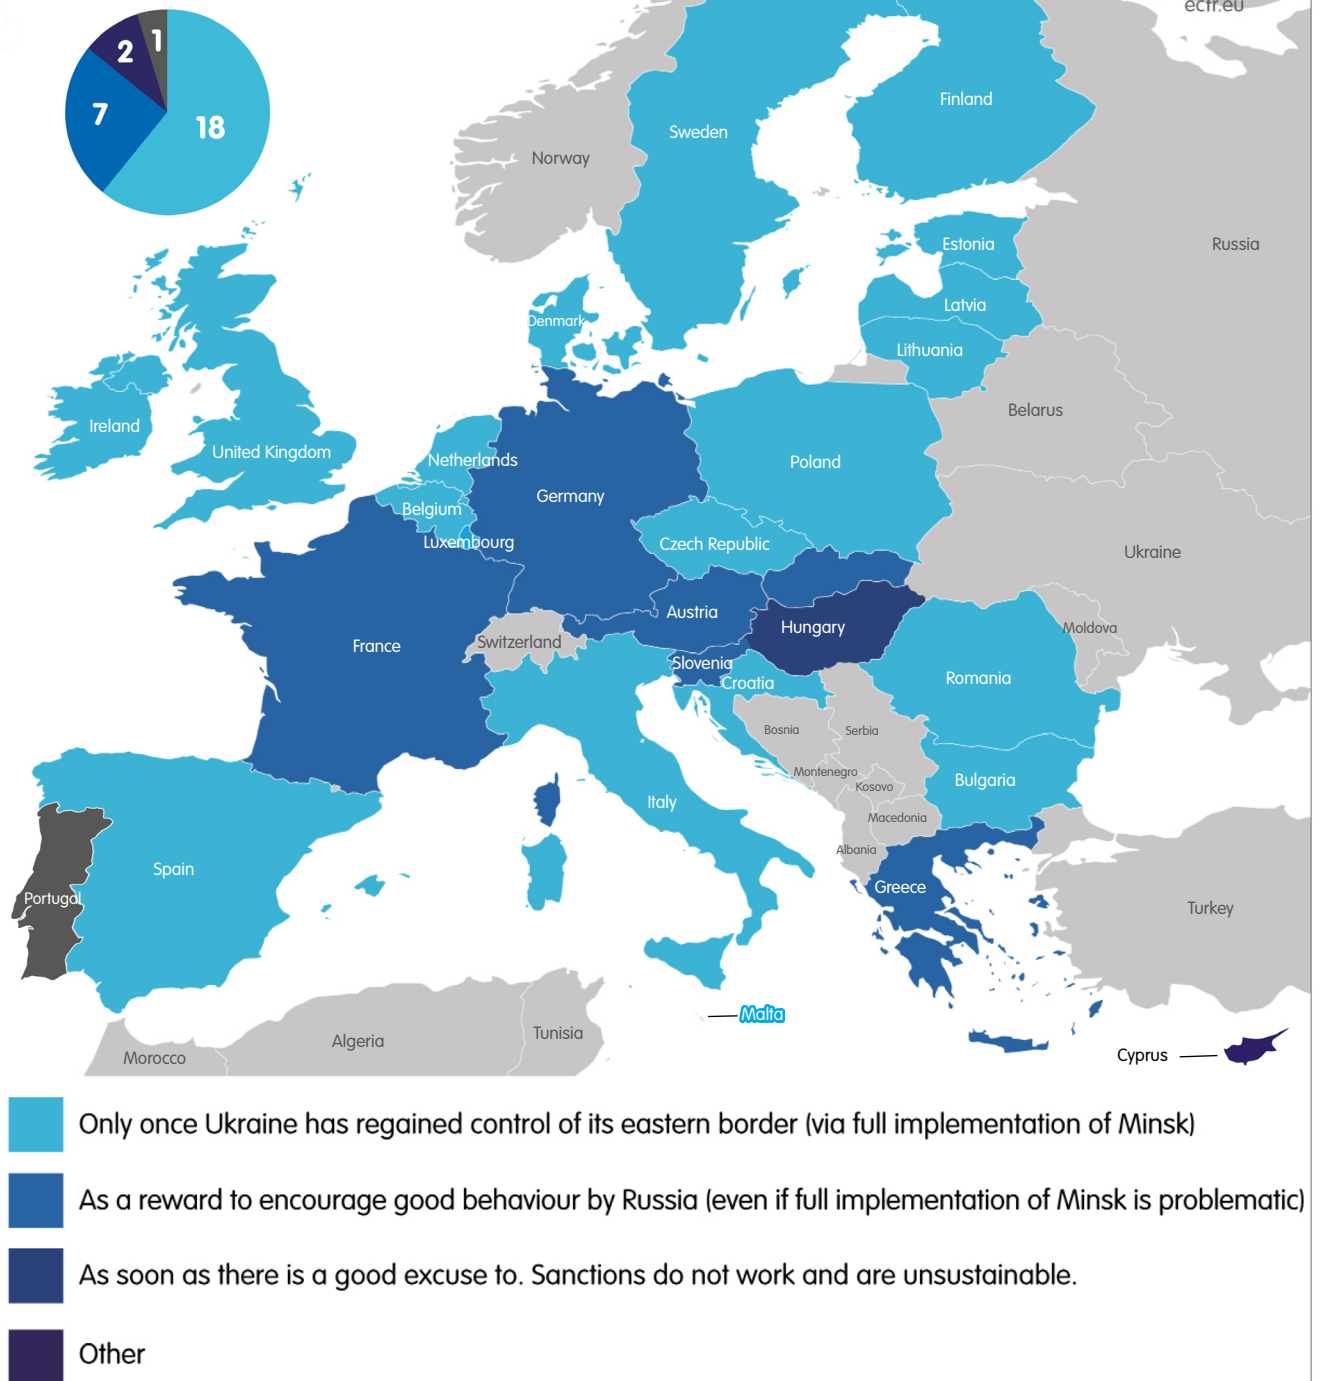 ecfr.eu
1
2
7
18
Finland
Sweden
Norway
Estonia
Russia
Latvia
Denmark
Lithuania
Belarus
Ireland
United Kingdom
Netherlands
Poland
Germany
Belgium
Luxembourg
Czech Republic
Ukraine
Austria
Hungary
Moldova
France
Switzerland
Slovenia
Croatia
Romania
Bosnia
Serbia
Montenegro
Kosovo
Bulgaria
Italy
Macedonia
Albania
Spain
Portugal
Greece
Turkey
Malta
Tunisia
Algeria
Morocco
Cyprus
Only once Ukraine has regained control of its eastern border (via full implementation of Minsk)
As a reward to encourage good behaviour by Russia (even if full implementation of Minsk is problematic)
As soon as there is a good excuse to. Sanctions do not work and are unsustainable.
Other